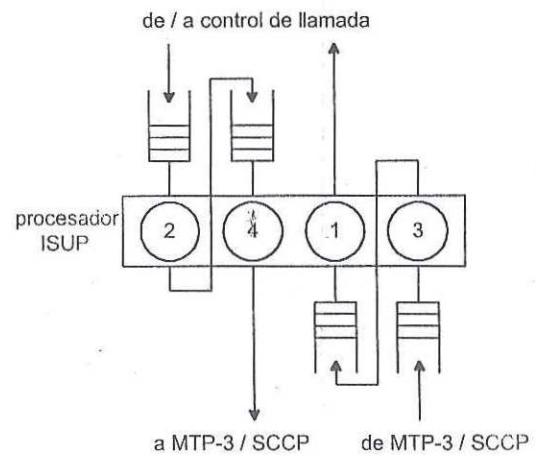 de / a control de llamada
procesador
ISUP
2 4 1 3
a MTP-3 / SCCP de MTP-3 / SCCP